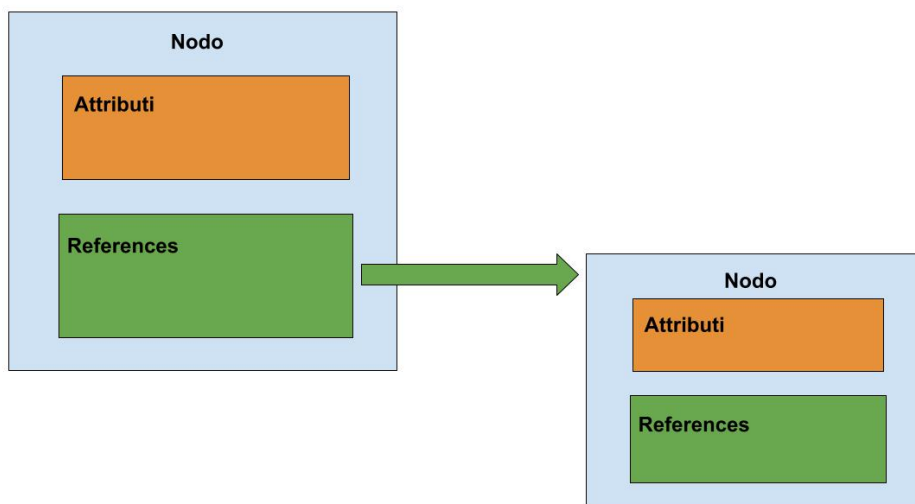 Nodo
Attributi
References
Nodo
Attributi
References